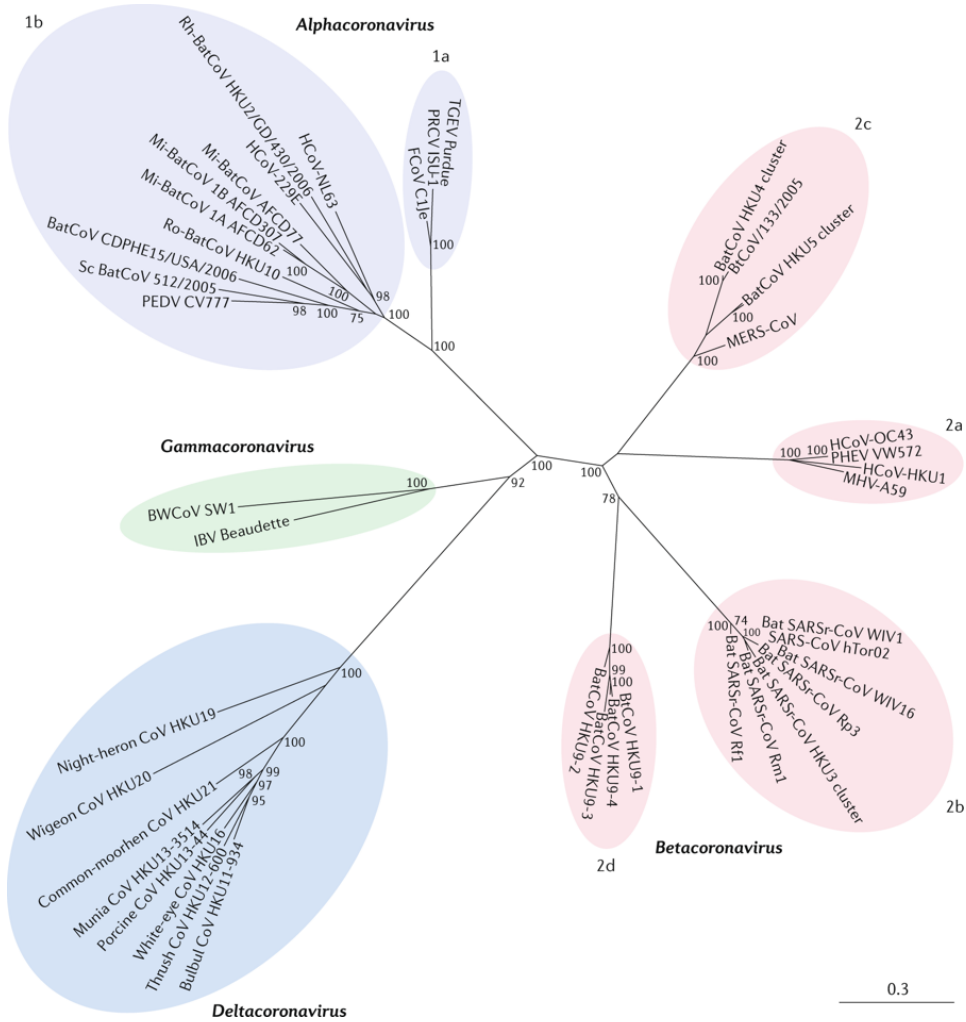 1b
Alphacoronavirus
1a
Rh-BatCoV HKU2/GD/430/2006
HCoV-NL63
HCoV-229E
Mi-BatCoV AFCD77
Mi-BatCoV 1B AFCD307
Mi-BatCoV 1A AFCD62
Ro-BatCoV HKU10
BatCoV CDPHE15/USA/2006
Sc BatCoV 512/2005
PEDV CV777
100
100
98
98
100
75
100
TGEV Purdue
PRCV ISU-1
FCoV C1Je
100
100
2c
BatCoV HKU4 cluster
BtCoV/133/2005
BatCoV HKU5 cluster
MERS-CoV
100
100
100
Gammacoronavirus
100
BWCoV SW1
IBV Beaudette
100
92
100
78
2a
HCoV-OC43
PHEV VW572
HCoV-HKU1
MHV-A59
100
100
100
Night-heron CoV HKU19
Wigeon CoV HKU20
Common-moorhen CoV HKU21
Munia CoV HKU13-3514
Porcine CoV HKU13-44
White-eye CoV HKU16
Thrush CoV HKU12-600
Bulbul CoV HKU11-934
100
98
99
97
95
Deltacoronavirus
100
99
100
BatCoV HKU9-2
BatCoV HKU9-3
BatCoV HKU9-4
BtCoV HKU9-1
2d
Betacoronavirus
100
74
100
Bat SARSr-CoV WIV1
SARS-CoV hTor02
Bat SARSr-CoV WIV16
Bat SARSr-CoV Rp3
Bat SARSr-CoV HKU3 cluster
Bat SARSr-CoV Rm1
Bat SARSr-CoV Rf1
2b
0.3